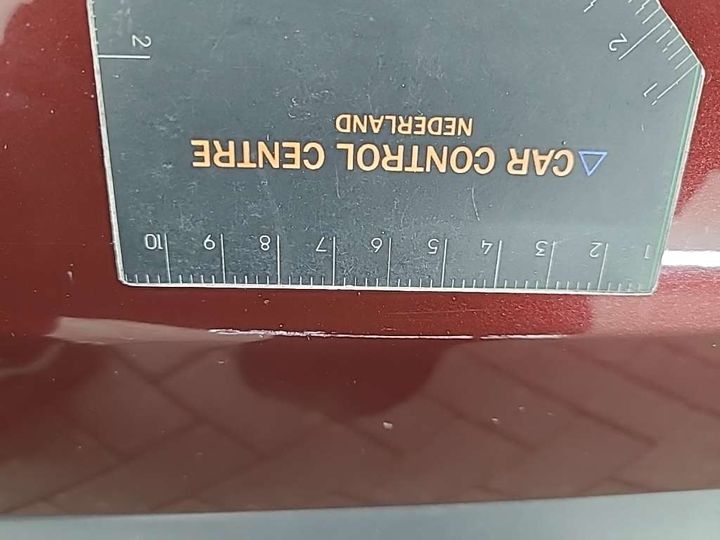 1 2 3 4 5 6 7 8 9 10
CAR CONTROL CENTRE
NEDERLAND
1
2
2